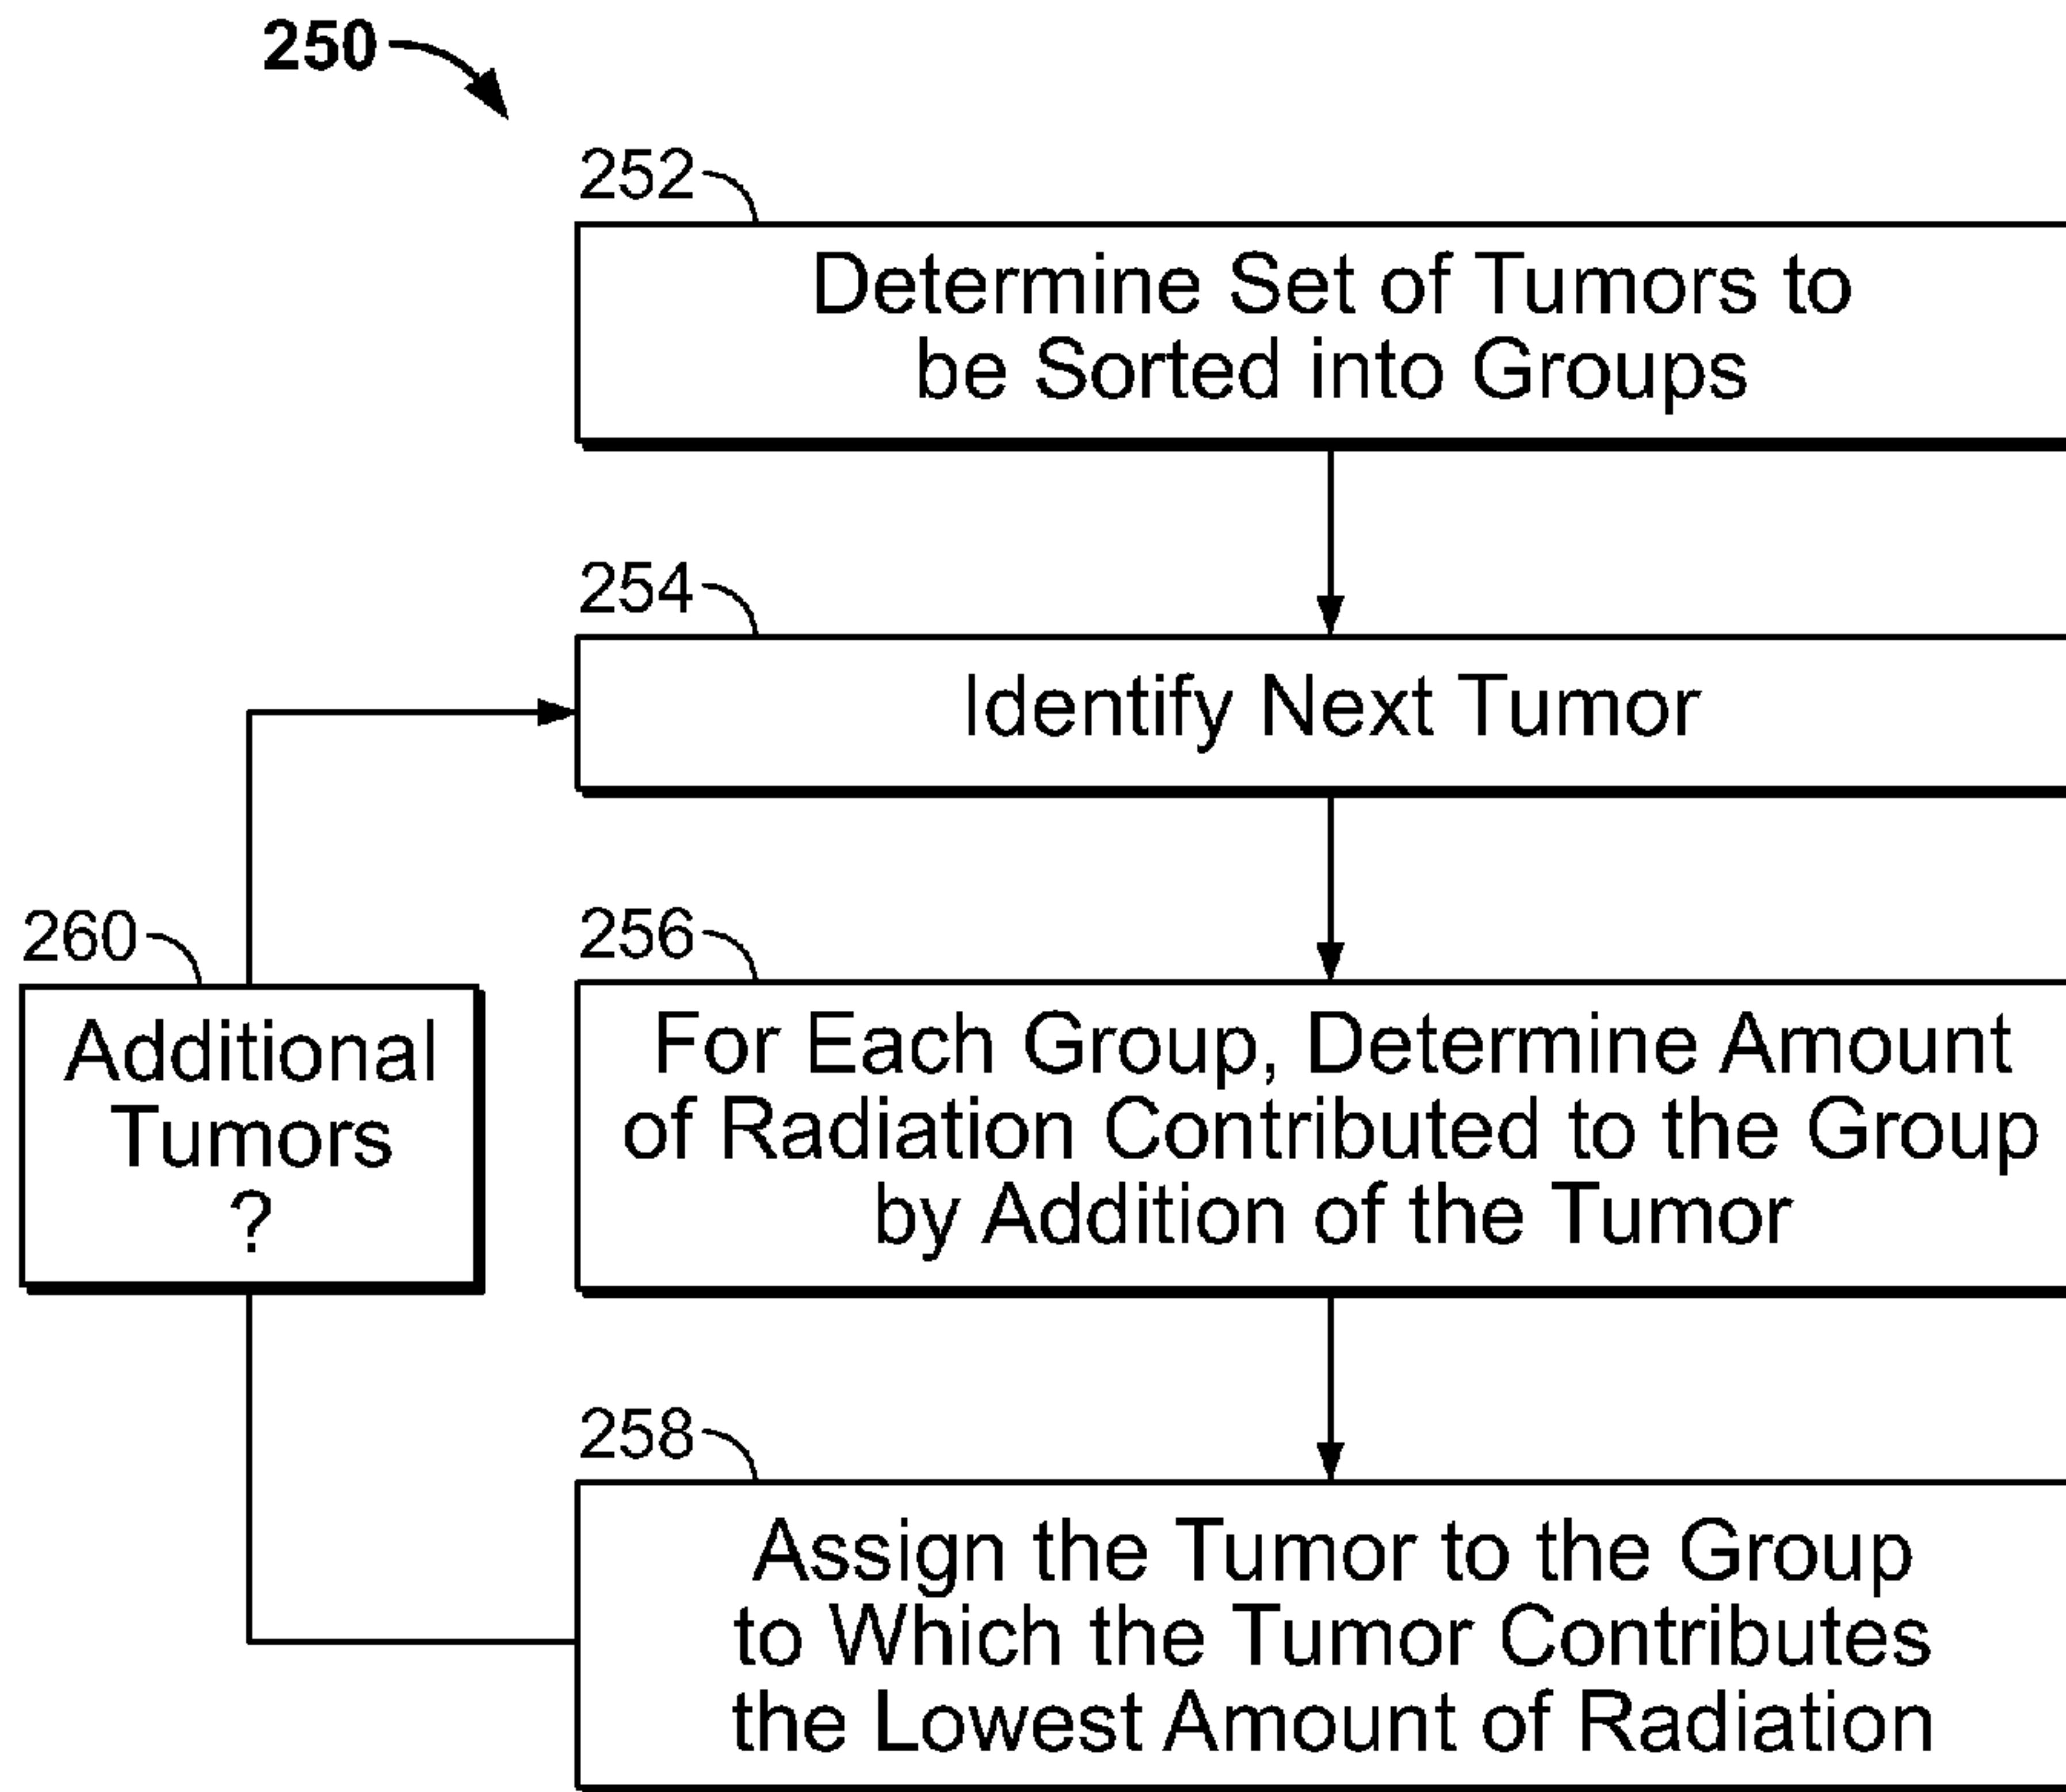 250
252
Determine Set of Tumors to
be Sorted into Groups
254
Identify Next Tumor
260
Additional
Tumors
?
256
For Each Group, Determine Amount
of Radiation Contributed to the Group
by Addition of the Tumor
258
Assign the Tumor to the Group
to Which the Tumor Contributes
the Lowest Amount of Radiation